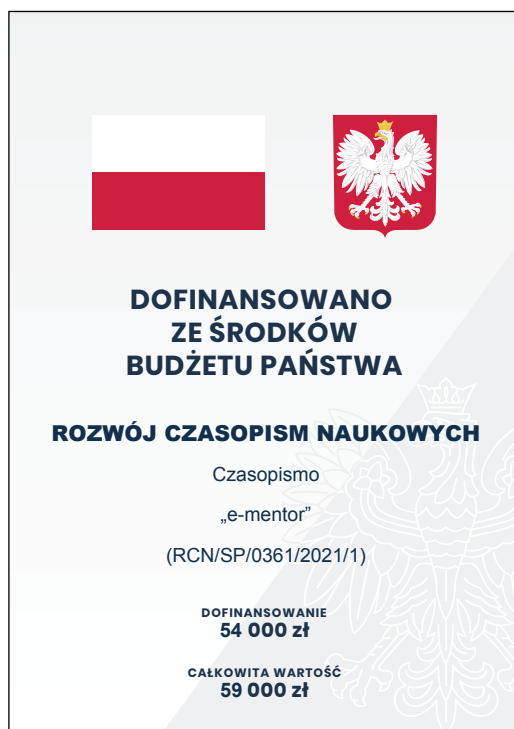 DOFINANSOWANO
ZE ŚRODKÓW
BUDŻETU PAŃSTWA
ROZWÓJ CZASOPISM NAUKOWYCH
Czasopismo
„e-mentor”
(RCN/SP/0361/2021/1)
DOFINANSOWANIE
54 000 zł
CAŁKOWITA WARTOŚĆ
59 000 zł